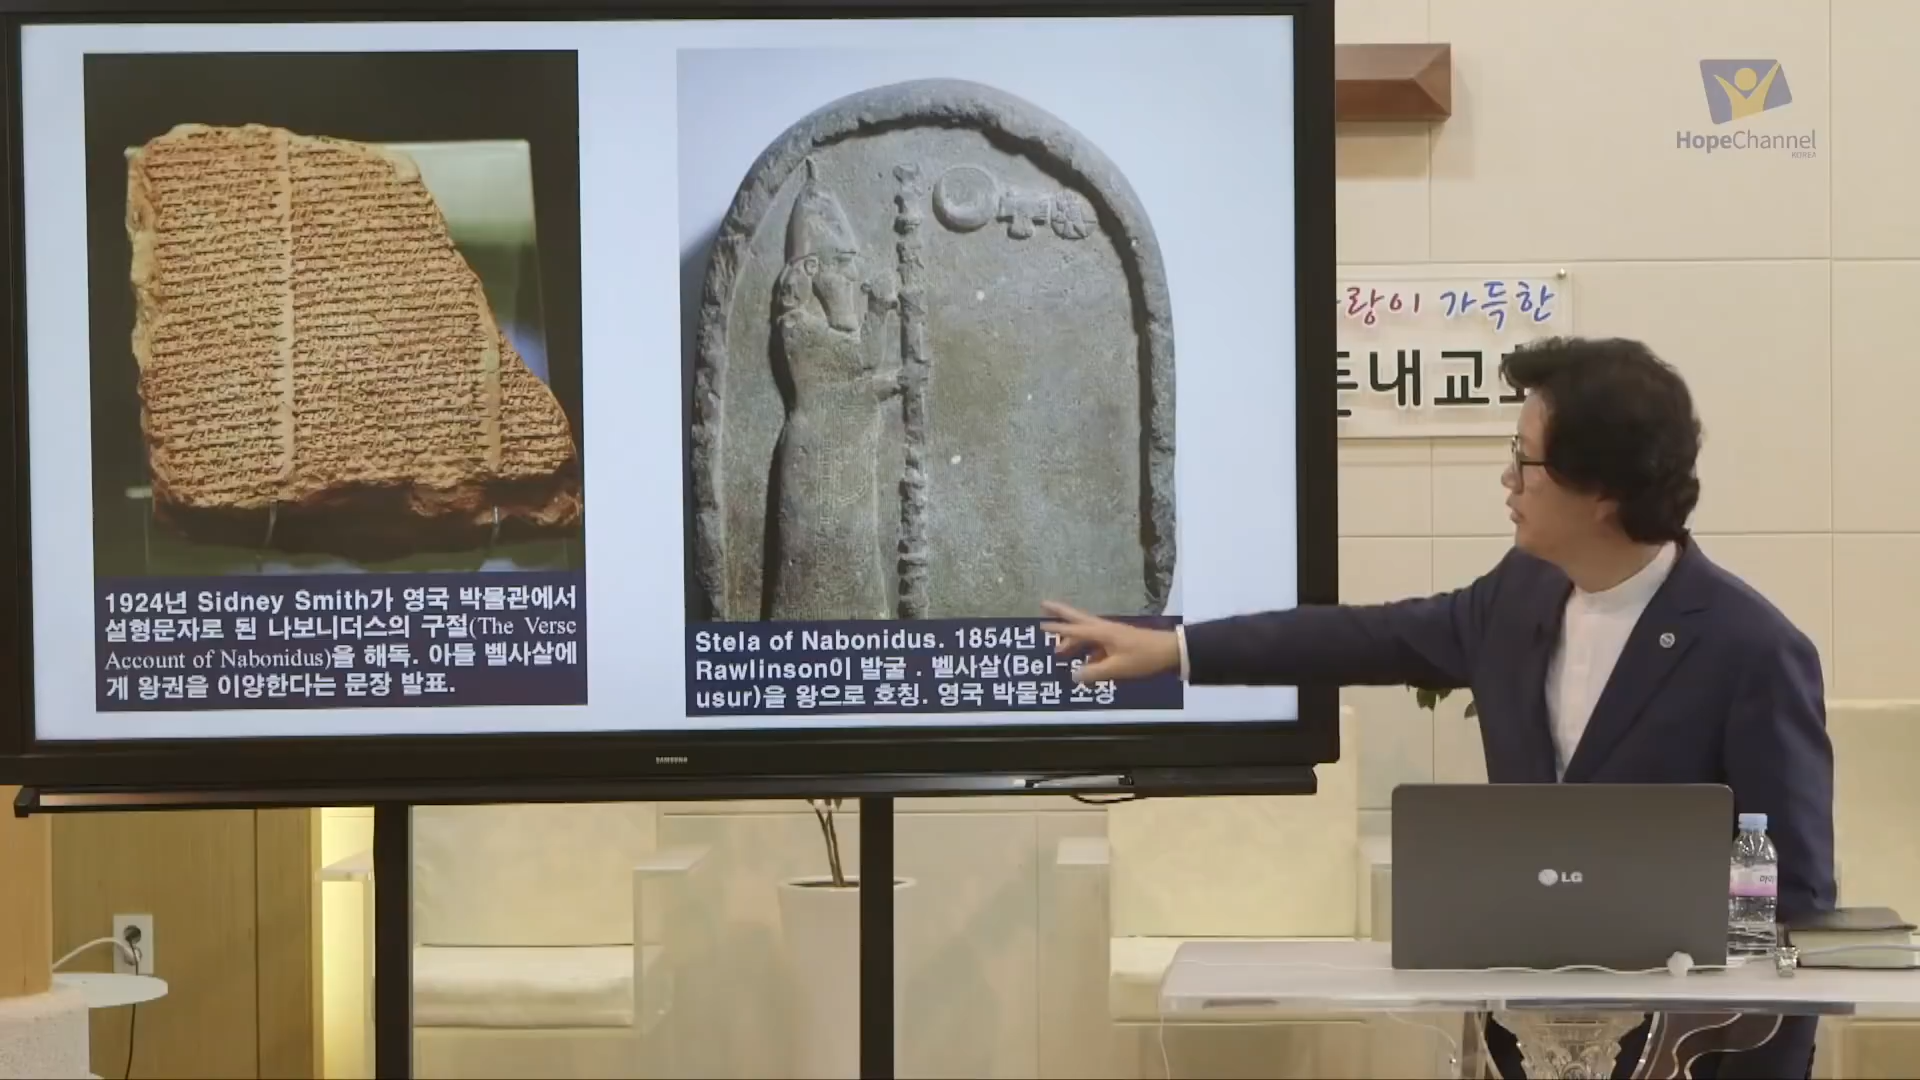 1924년 Sidney Smith가 영국 박물관에서
설형문자로 된 나보니더스의 구절(The Verse
Account of Nabonidus)을 해독. 아들 벨사살에
게 왕권을 이양한다는 문장 발표.
Stela of Nabonidus. 1854년
Rawlinson이 발굴 . 벨사살(Bel-s
usur)을 왕으로 호칭. 영국 박물관 소장
SAMSUNG
HopeChannel
KOREA
가득한
LG